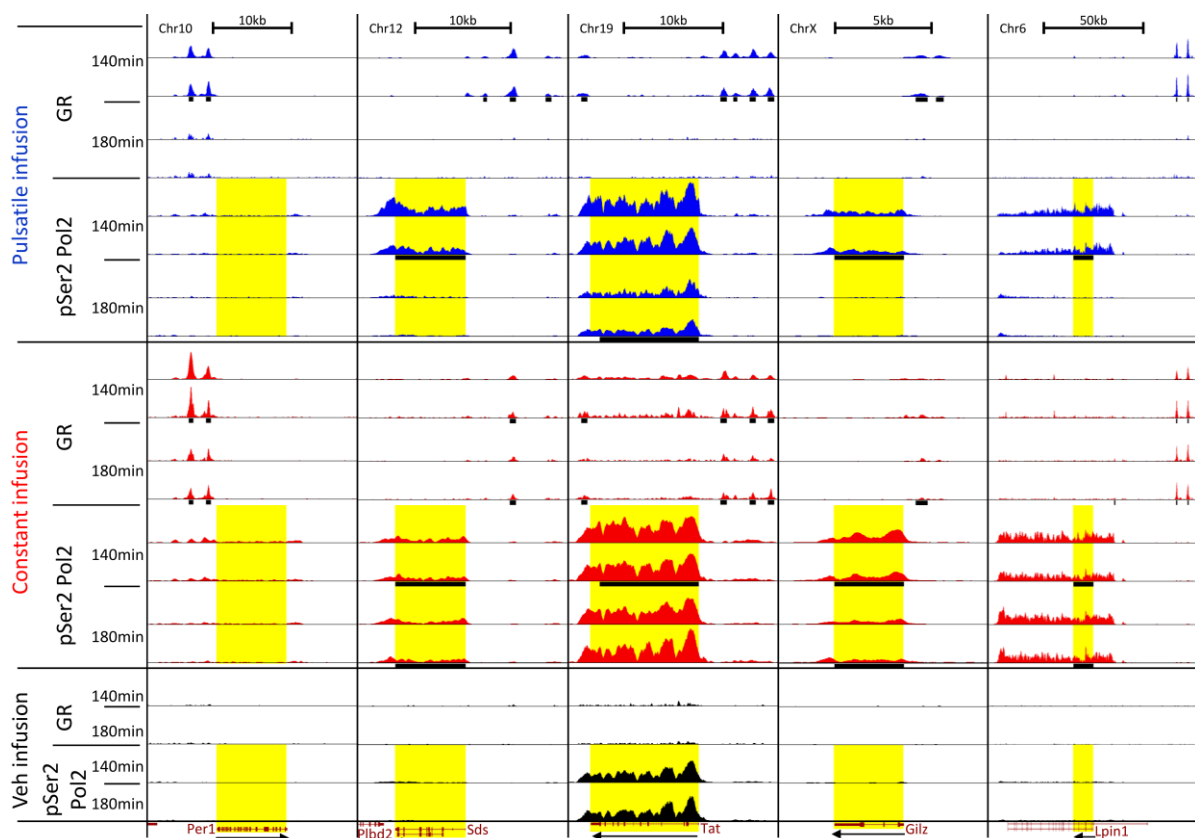 Chr10 10kb Chr12 10kb Chr19 10kb ChrX 5kb Chr6 50kb
Pulsatile infusion
GR
140min
180min
pSer2 Pol2
140min
180min
Constant infusion
GR
140min
180min
pSer2 Pol2
140min
180min
Veh infusion
GR
140min
180min
pSer2
Pol2
140min
180min
Per1 Plbd2 Sds Tat Gilz Lpin1